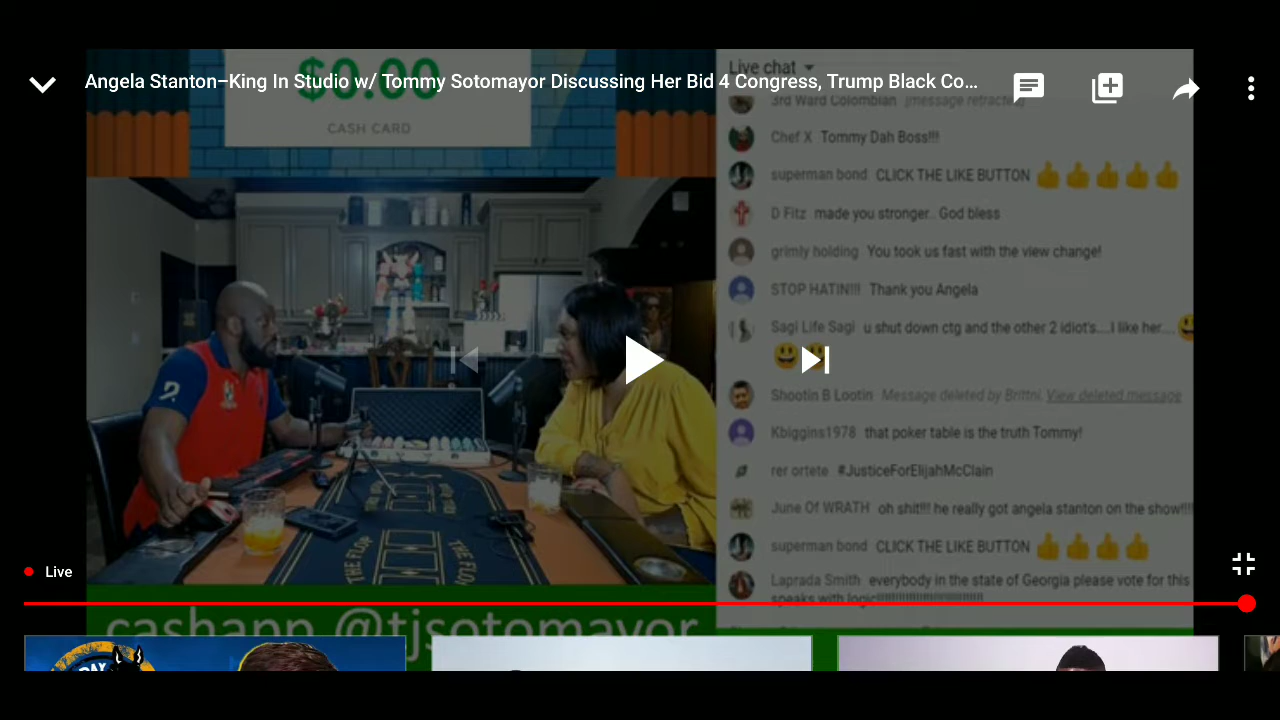 Angela Stanton-King In Studio w/ Tommy Sotomayor Discussing Her Bid 4 Congress, Trump Black Co...
$0.00
CASH CARD
Live chat
3rd Ward Colombian [message retracted]
Chef X Tommy Dah Boss!!!
superman bond CLICK THE LIKE BUTTON 👍👍👍👍👍
D Fitz made you stronger.. God bless
grimly holding You took us fast with the view change!
STOP HATIN!!! Thank you Angela
Sagi Life Sagi u shut down ctg and the other 2 idiot's....I like her....😃
😃😃
Shootin B Lootin Message deleted by Brittni. View deleted message
Kbiggins1978 that poker table is the truth Tommy!
rer ortete #JusticeForElijahMcClain
June Of WRATH oh shit!!! he really got angela stanton on the show!!!!
superman bond CLICK THE LIKE BUTTON 👍👍👍👍
Laprada Smith everybody in the state of Georgia please vote for this
speaks with logic!!!!!!!!!!!!!!!!!!!!!!!!!!!!
THE FLOP
THE FLOP
Live
cashapp @tjsotomayor